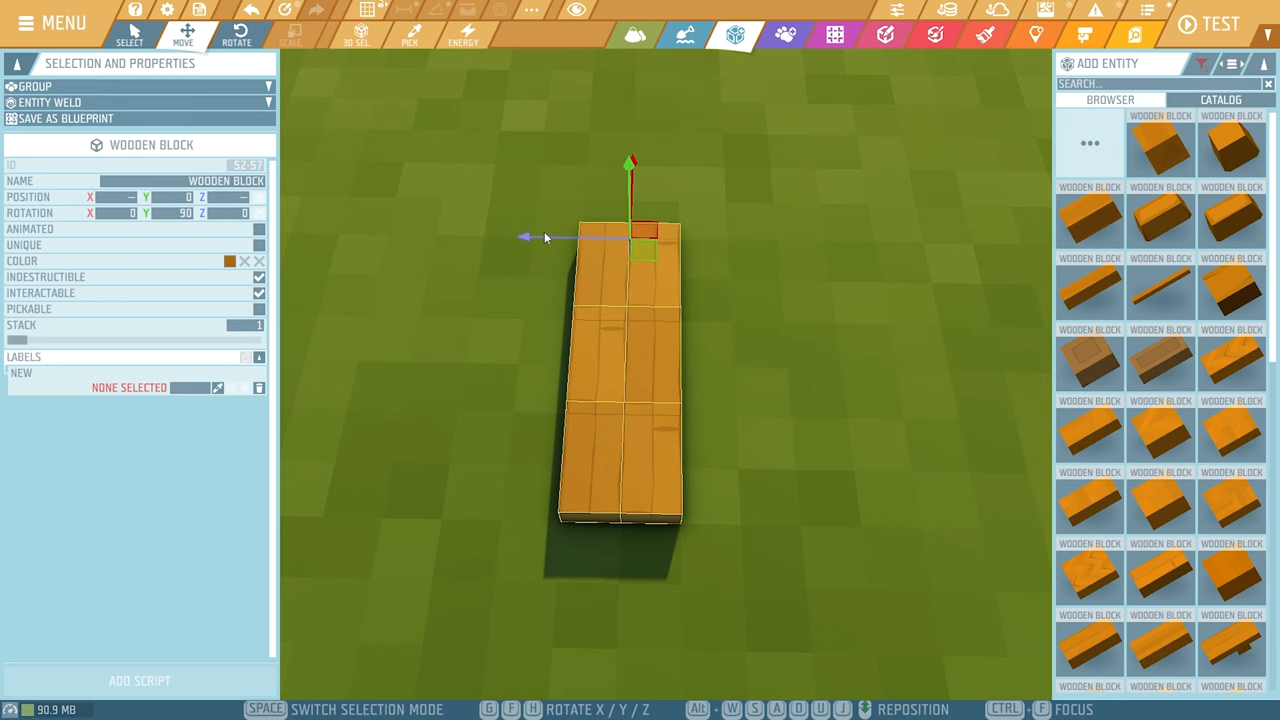 MENU
SELECT
MOVE
ROTATE
SCALE
3D SEL
PICK
ENERGY
TEST
SELECTION AND PROPERTIES
GROUP
ENTITY WELD
SAVE AS BLUEPRINT
WOODEN BLOCK
ID 52-57
NAME WOODEN BLOCK
POSITION X – Y 0 Z –
ROTATION X 0 Y 90 Z 0
ANIMATED
UNIQUE
COLOR
INDESTRUCTIBLE
INTERACTABLE
PICKABLE
STACK 1
LABELS
NEW
NONE SELECTED
ADD SCRIPT
ADD ENTITY
SEARCH...
BROWSER CATALOG
... WOODEN BLOCK WOODEN BLOCK
WOODEN BLOCK WOODEN BLOCK WOODEN BLOCK
WOODEN BLOCK WOODEN BLOCK WOODEN BLOCK
WOODEN BLOCK WOODEN BLOCK WOODEN BLOCK
WOODEN BLOCK WOODEN BLOCK WOODEN BLOCK
WOODEN BLOCK WOODEN BLOCK WOODEN BLOCK
WOODEN BLOCK WOODEN BLOCK WOODEN BLOCK
WOODEN BLOCK WOODEN BLOCK WOODEN BLOCK
WOODEN BLOCK WOODEN BLOCK WOODEN BLOCK
90.9 MB
SPACE SWITCH SELECTION MODE
G F H ROTATE X / Y / Z
Alt + W S A D U J REPOSITION
CTRL + F FOCUS